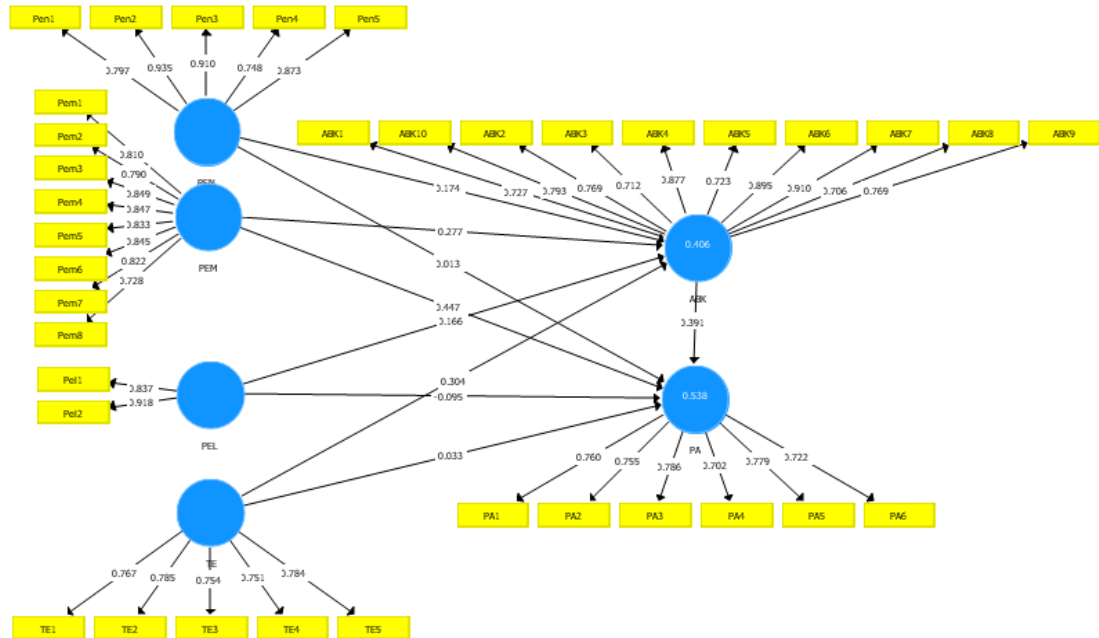 Pen1 Pen2 Pen3 Pen4 Pen5
0.797 0.935 0.910 0.748 0.873
Pem1
Pem2
Pem3
Pem4
Pem5
Pem6
Pem7
Pem8
0.810
0.790
0.849
0.847
0.833
0.845
0.822
0.728
PEN
PEM
ABK1 ABK10 ABK2 ABK3 ABK4 ABK5 ABK6 ABK7 ABK8 ABK9
0.174 0.727 0.793 0.769 0.712 0.877 0.723 0.895 0.910 0.706 0.769
0.277
0.013
0.406
ABK
0.447
0.166
0.391
Pel1
Pel2
0.837
0.918
PEL
0.304
-0.095
0.033
0.538
PA
0.760 0.755 0.786 0.702 0.779 0.722
PA1 PA2 PA3 PA4 PA5 PA6
TE
0.767 0.785 0.754 0.751 0.784
TE1 TE2 TE3 TE4 TE5